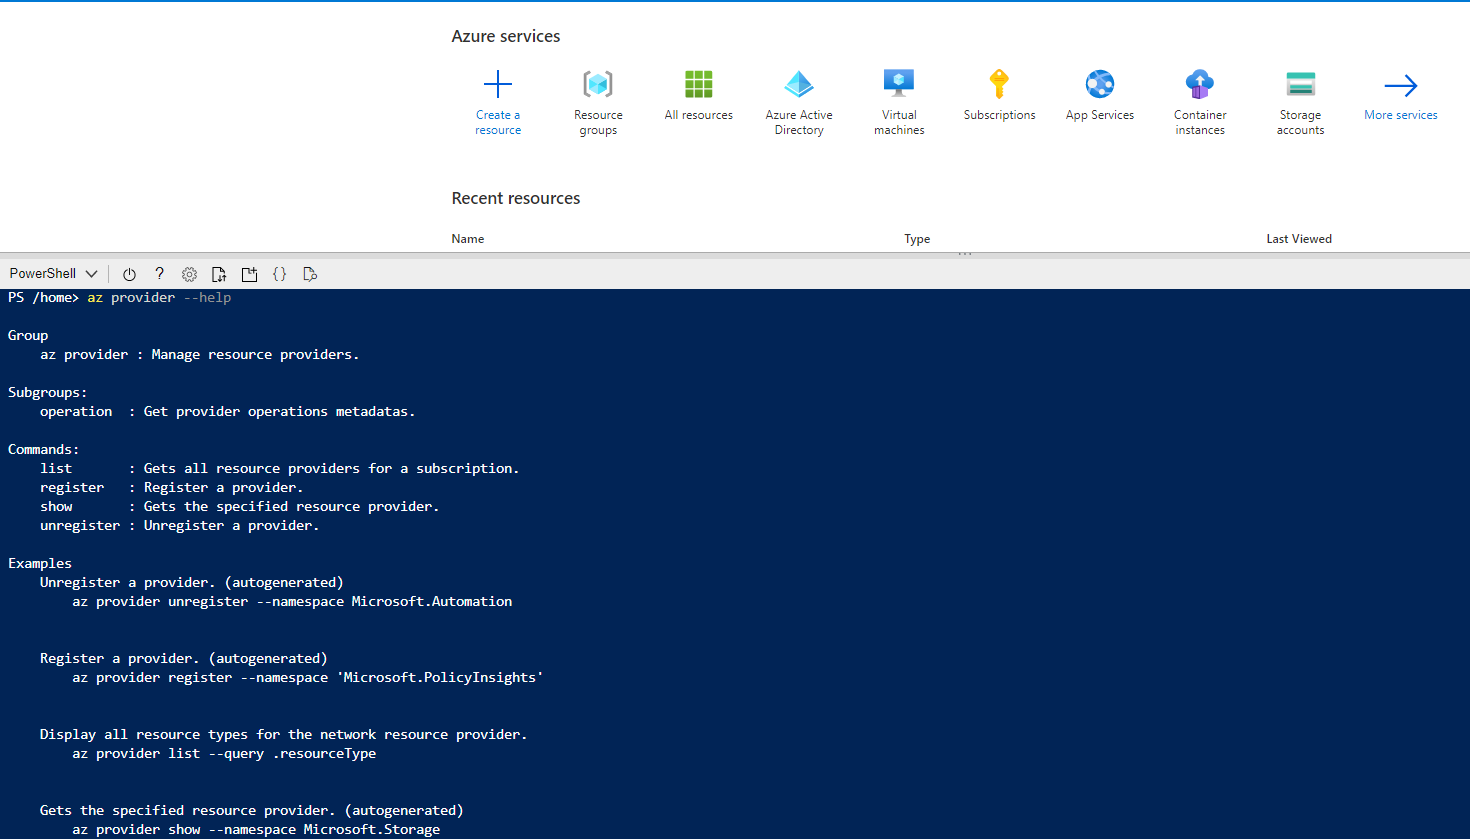 Azure services
Create a resource
Resource groups
All resources
Azure Active Directory
Virtual machines
Subscriptions
App Services
Container instances
Storage accounts
More services
Recent resources
Name Type Last Viewed
PowerShell ? {}
PS /home> az provider --help
Group
az provider : Manage resource providers.
Subgroups:
operation : Get provider operations metadatas.
Commands:
list : Gets all resource providers for a subscription.
register : Register a provider.
show : Gets the specified resource provider.
unregister : Unregister a provider.
Examples
Unregister a provider. (autogenerated)
az provider unregister --namespace Microsoft.Automation
Register a provider. (autogenerated)
az provider register --namespace 'Microsoft.PolicyInsights'
Display all resource types for the network resource provider.
az provider list --query .resourceType
Gets the specified resource provider. (autogenerated)
az provider show --namespace Microsoft.Storage